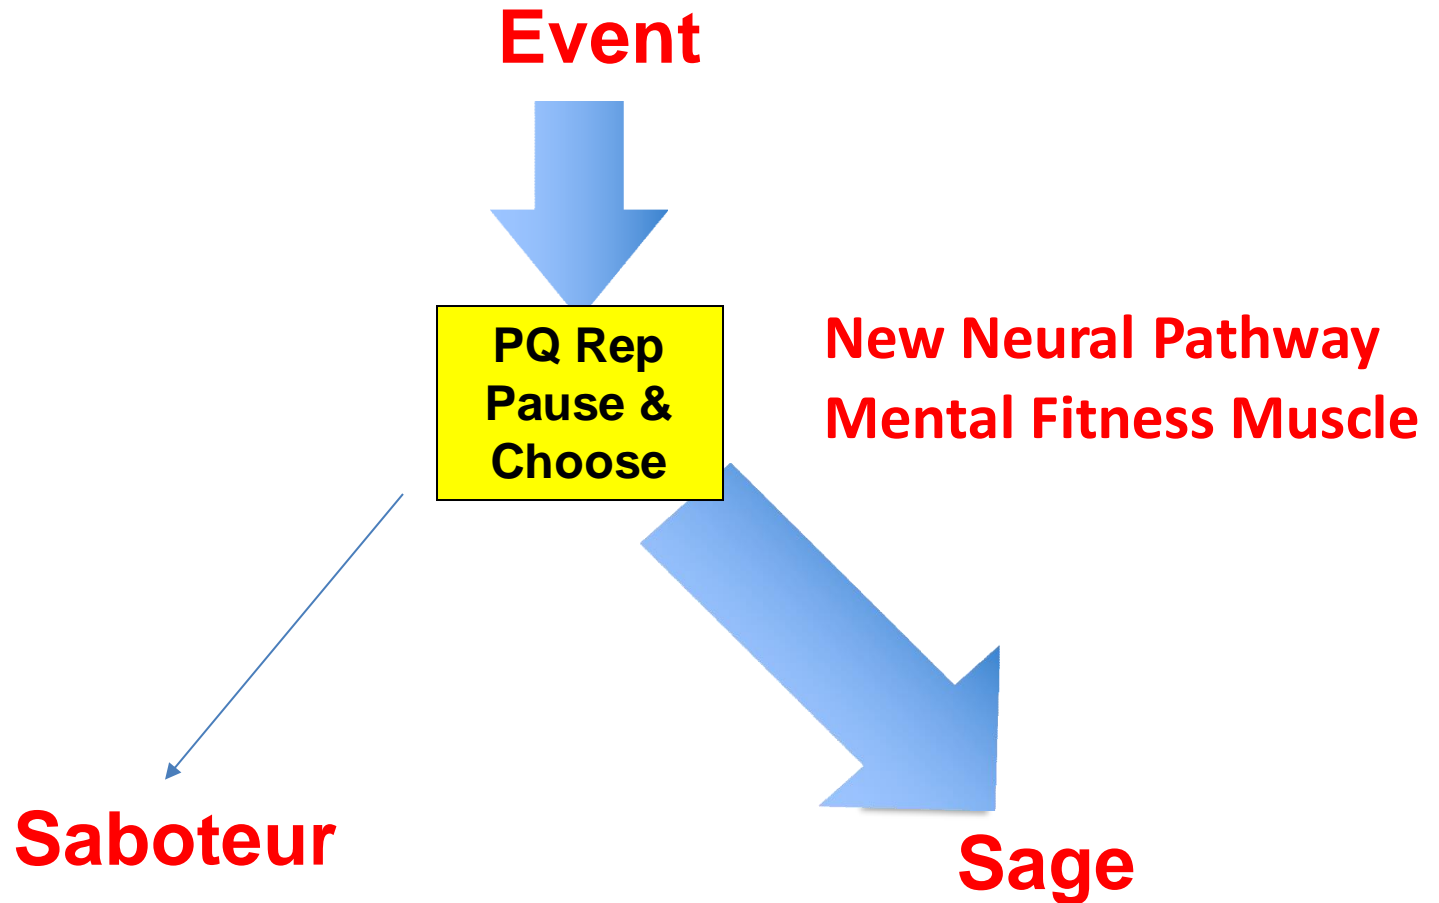 Event
PQ Rep
Pause &
Choose
New Neural Pathway
Mental Fitness Muscle
Saboteur
Sage